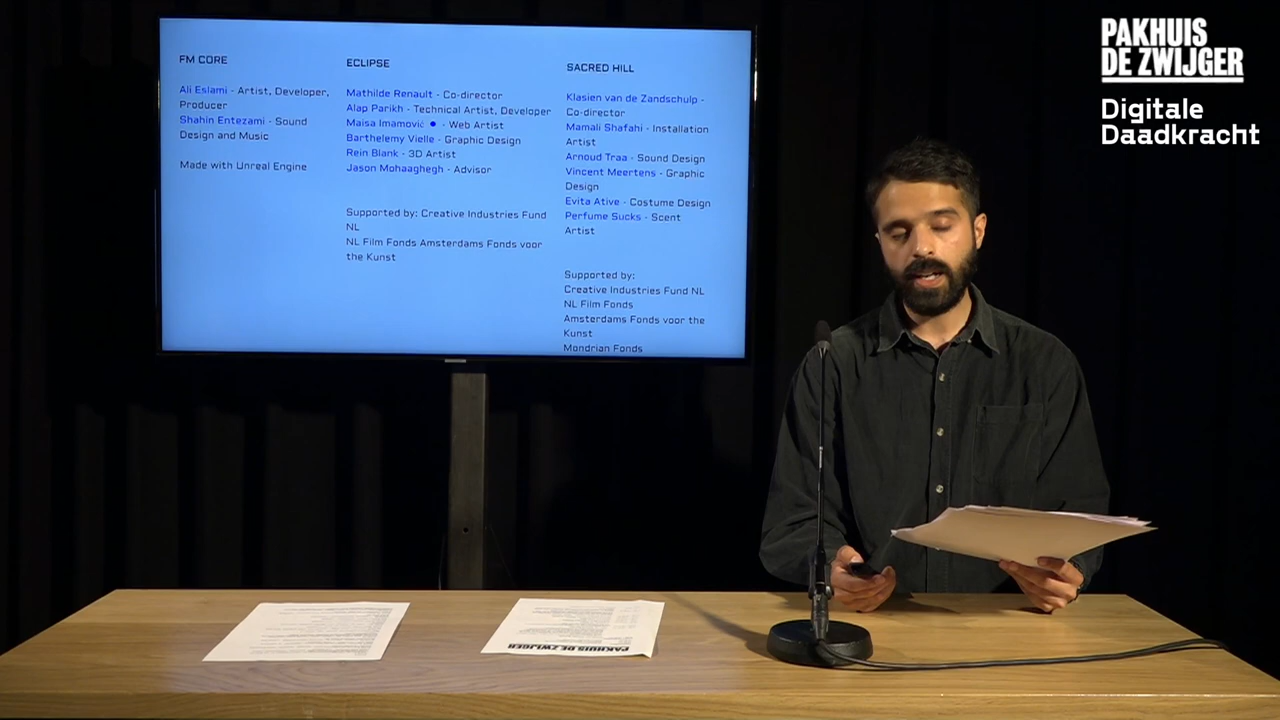 FM CORE
Ali Eslami - Artist, Developer,
Producer
Shahin Entezami - Sound
Design and Music
Made with Unreal Engine
ECLIPSE
Mathilde Renault - Co-director
Alap Parikh - Technical Artist, Developer
Maisa Imamović - Web Artist
Barthelemy Vielle - Graphic Design
Rein Blank - 3D Artist
Jason Mohaaghegh - Advisor
Supported by: Creative Industries Fund
NL
NL Film Fonds Amsterdams Fonds voor
the Kunst
SACRED HILL
Klasien van de Zandschulp -
Co-director
Mamali Shafahi - Installation
Artist
Arnoud Traa - Sound Design
Vincent Meertens - Graphic
Design
Evita Ative - Costume Design
Perfume Sucks - Scent
Artist
Supported by:
Creative Industries Fund NL
NL Film Fonds
Amsterdams Fonds voor the
Kunst
Mondrian Fonds
PAKHUIS
DE ZWIJGER
Digitale
Daadkracht
PAKHUIS DE ZWIJGER